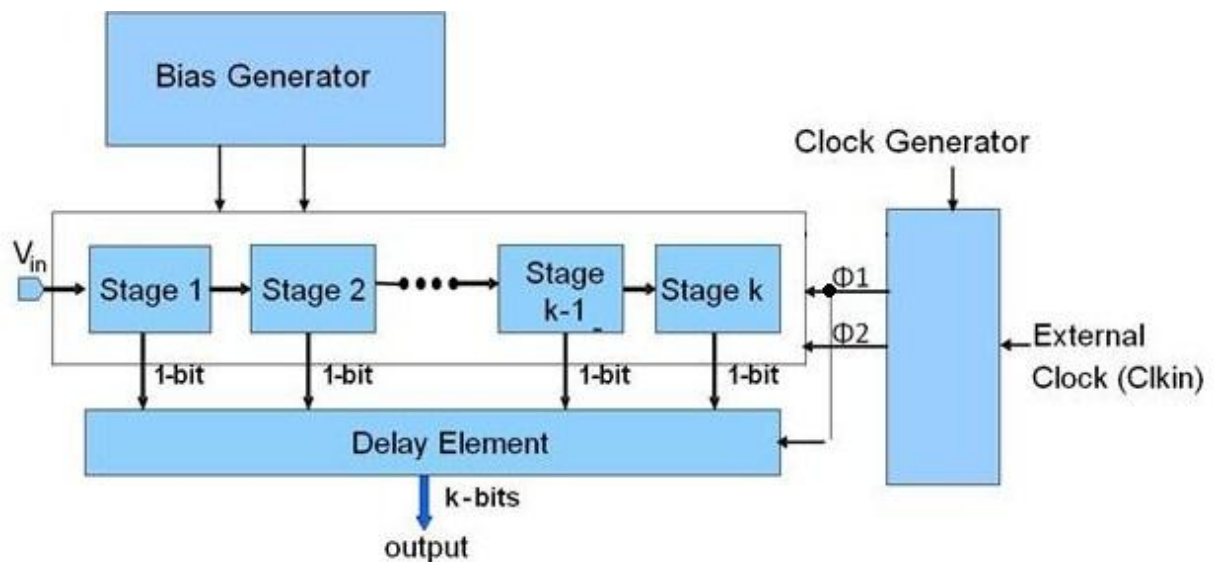 Bias Generator
Clock Generator
Vin
Stage 1
Stage 2
Stage
k-1
Stage k
Φ1
Φ2
External
Clock (Clkin)
1-bit
1-bit
1-bit
1-bit
Delay Element
k-bits
output